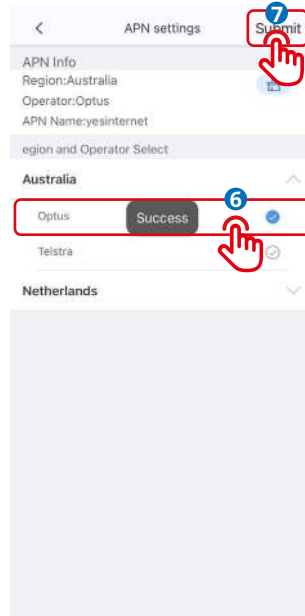 7
APN settings
Submit
APN Info
Region:Australia
Operator:Optus
APN Name:yesinternet
egion and Operator Select
Australia
6
Optus
Success
Telstra
Netherlands